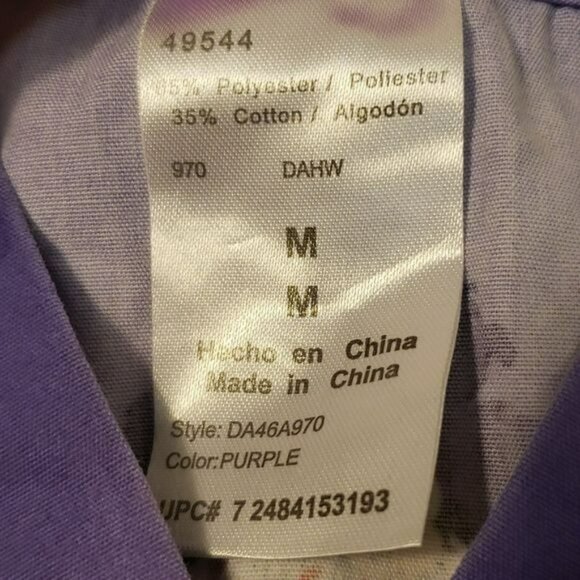 49544
65% Polyester / Poliester
35% Cotton / Algodón
970 DAHW
M
M
Hecho en China
Made in China
Style: DA46A970
Color:PURPLE
UPC# 7 2484153193